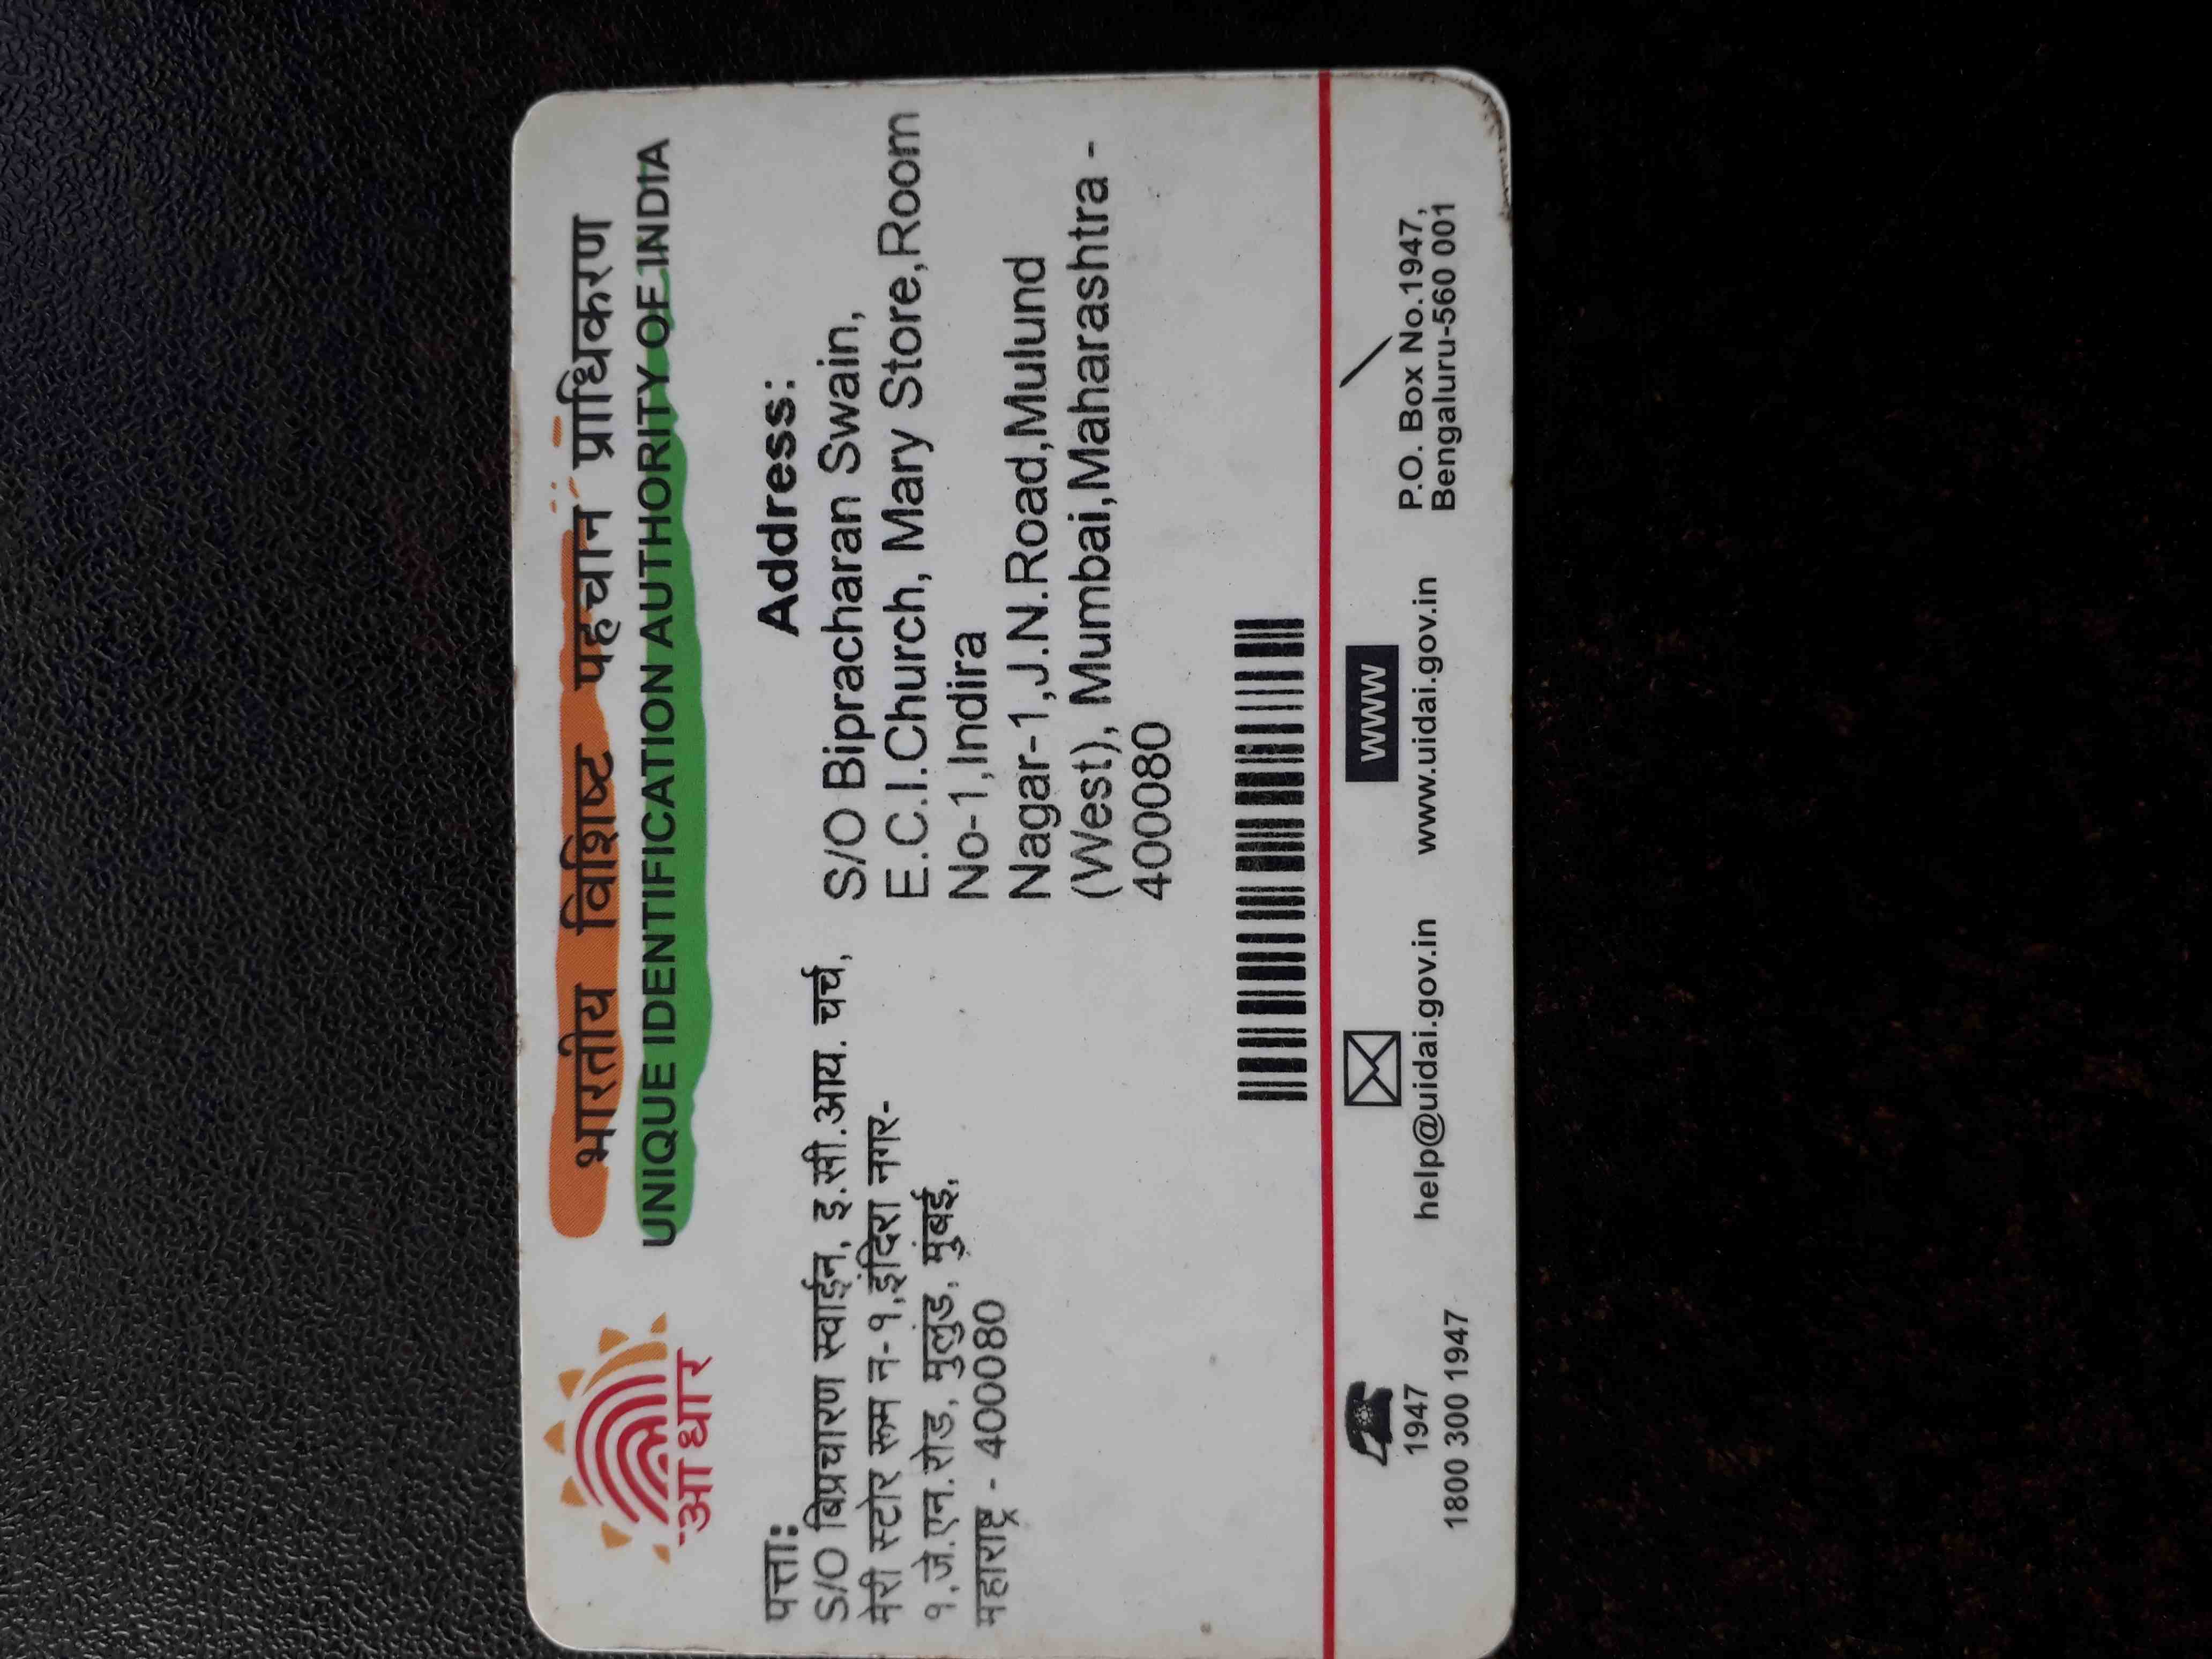 भारतीय विशिष्ट पहचान प्राधिकरण
UNIQUE IDENTIFICATION AUTHORITY OF INDIA
आधार
पत्ता:
S/O बिप्रचारण स्वाईन, इ.सी.आय. चर्च,
मेरी स्टोर रूम न-१,इंदिरा नगर-
१,जे.एन.रोड, मुलुंड, मुंबई,
महाराष्ट्र - 400080
Address:
S/O Bipracharan Swain,
E.C.I.Church, Mary Store,Room
No-1,Indira
Nagar-1,J.N.Road,Mulund
(West), Mumbai,Maharashtra -
400080
1947
1800 300 1947
help@uidai.gov.in
www
www.uidai.gov.in
P.O. Box No.1947,
Bengaluru-560 001